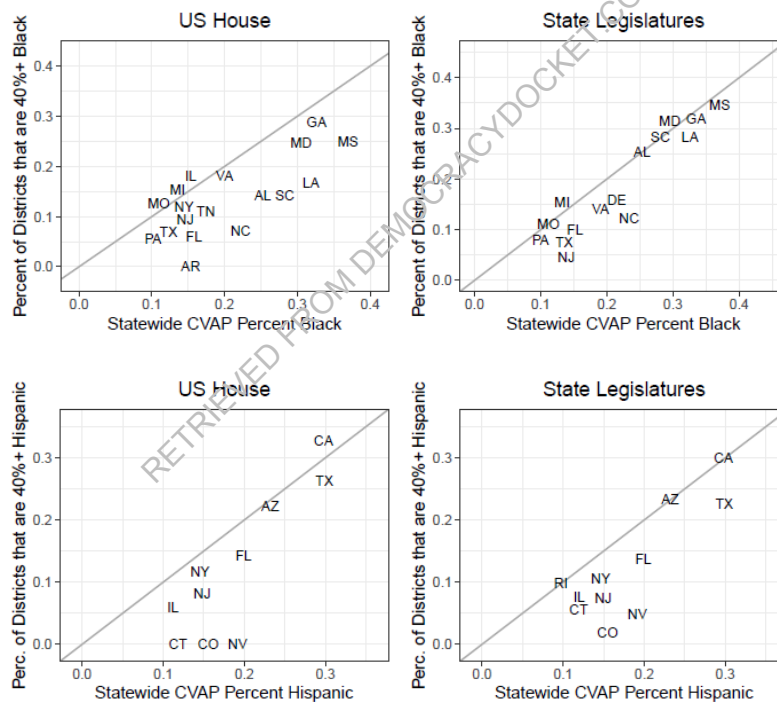 US House
Percent of Districts that are 40%+ Black
0.4
0.3
0.2
0.1
0.0
GA
MD
MS
IL
VA
LA
MI
AL SC
MO
NY
TN
NJ
TX
NC
PA
FL
AR
0.0 0.1 0.2 0.3 0.4
Statewide CVAP Percent Black
State Legislatures
Percent of Districts that are 40%+ Black
0.4
0.3
0.2
0.1
0.0
MS
GA
MD
SC
LA
AL
MI
DE
VA
NC
MO
FL
PA
TX
NJ
0.0 0.1 0.2 0.3 0.4
Statewide CVAP Percent Black
RETRIEVED FROM DEMOCRACYDOCKET.CO
US House
Perc. of Districts that are 40%+ Hispanic
0.3
0.2
0.1
0.0
CA
TX
AZ
FL
NY
NJ
IL
CT CO NV
0.0 0.1 0.2 0.3
Statewide CVAP Percent Hispanic
State Legislatures
Perc. of Districts that are 40%+ Hispanic
0.3
0.2
0.1
0.0
CA
AZ
TX
FL
NY
RI
IL
NJ
CT
NV
CO
0.0 0.1 0.2 0.3
Statewide CVAP Percent Hispanic